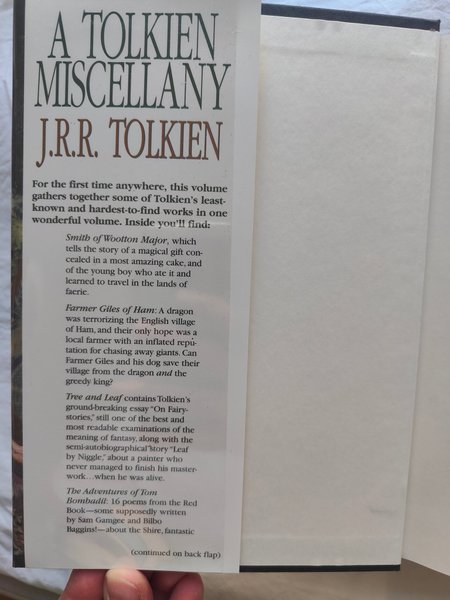 A TOLKIEN
MISCELLANY
J.R.R. TOLKIEN
For the first time anywhere, this volume
gathers together some of Tolkien's least-
known and hardest-to-find works in one
wonderful volume. Inside you'll find:
Smith of Wootton Major, which
tells the story of a magical gift con-
cealed in a most amazing cake, and
of the young boy who ate it and
learned to travel in the lands of
faerie.
Farmer Giles of Ham: A dragon
was terrorizing the English village
of Ham, and their only hope was a
local farmer with an inflated repu-
tation for chasing away giants. Can
Farmer Giles and his dog save their
village from the dragon and the
greedy king?
Tree and Leaf contains Tolkien's
ground-breaking essay "On Fairy-
stories," still one of the best and
most readable examinations of the
meaning of fantasy, along with the
semi-autobiographical story "Leaf
by Niggle," about a painter who
never managed to finish his master-
work...when he was alive.
The Adventures of Tom
Bombadil: 16 poems from the Red
Book—some supposedly written
by Sam Gamgee and Bilbo
Baggins!—about the Shire, fantastic
(continued on back flap)